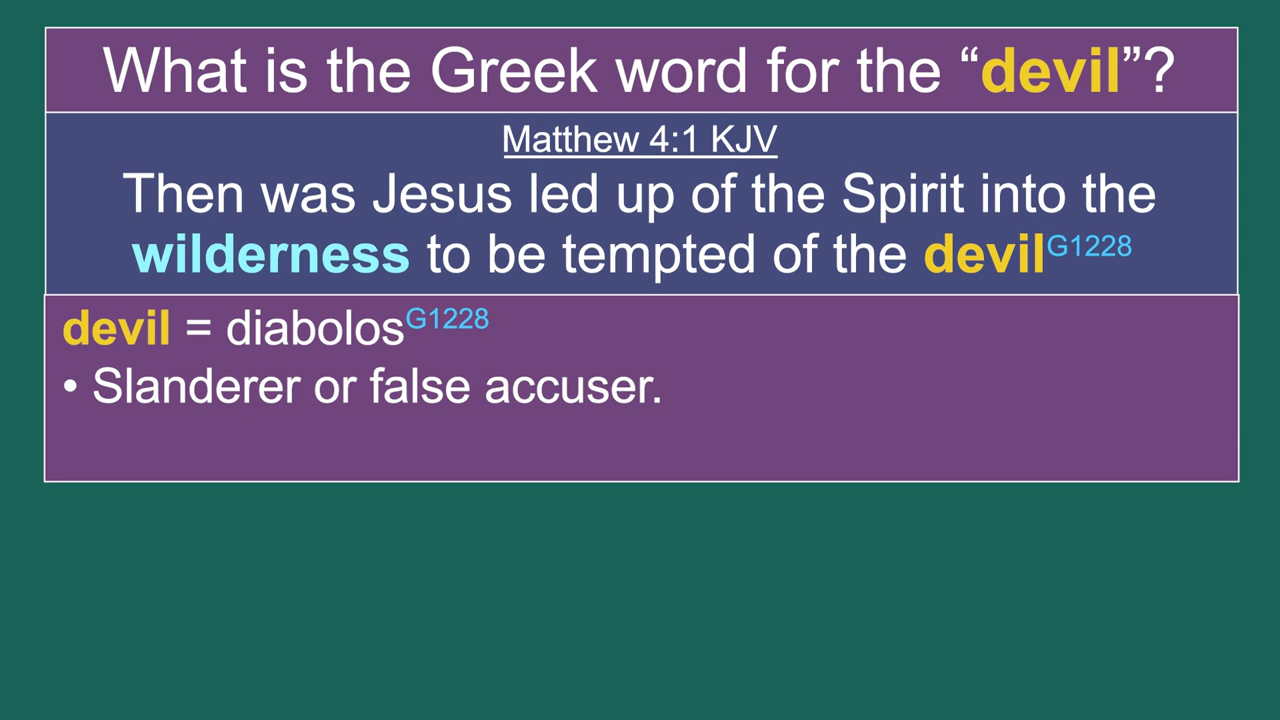 What is the Greek word for the “devil”?
Matthew 4:1 KJV
Then was Jesus led up of the Spirit into the
wilderness to be tempted of the devilG1228
devil = diabolosG1228
• Slanderer or false accuser.